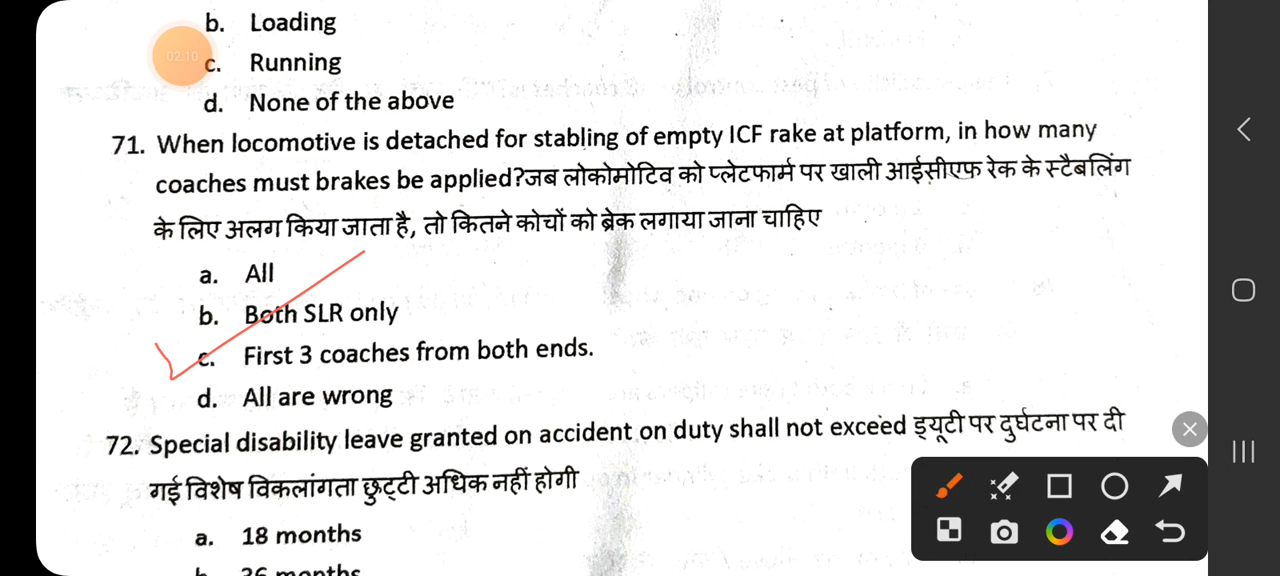 b. Loading
02:10
c. Running
d. None of the above
71. When locomotive is detached for stabling of empty ICF rake at platform, in how many
coaches must brakes be applied?जब लोकोमोटिव को प्लेटफार्म पर खाली आईसीएफ रेक के स्टैबलिंग
के लिए अलग किया जाता है, तो कितने कोचों को ब्रेक लगाया जाना चाहिए
a. All
b. Both SLR only
c. First 3 coaches from both ends.
d. All are wrong
72. Special disability leave granted on accident on duty shall not exceed ड्यूटी पर दुर्घटना पर दी
गई विशेष विकलांगता छुट्टी अधिक नहीं होगी
a. 18 months
b. 26 months